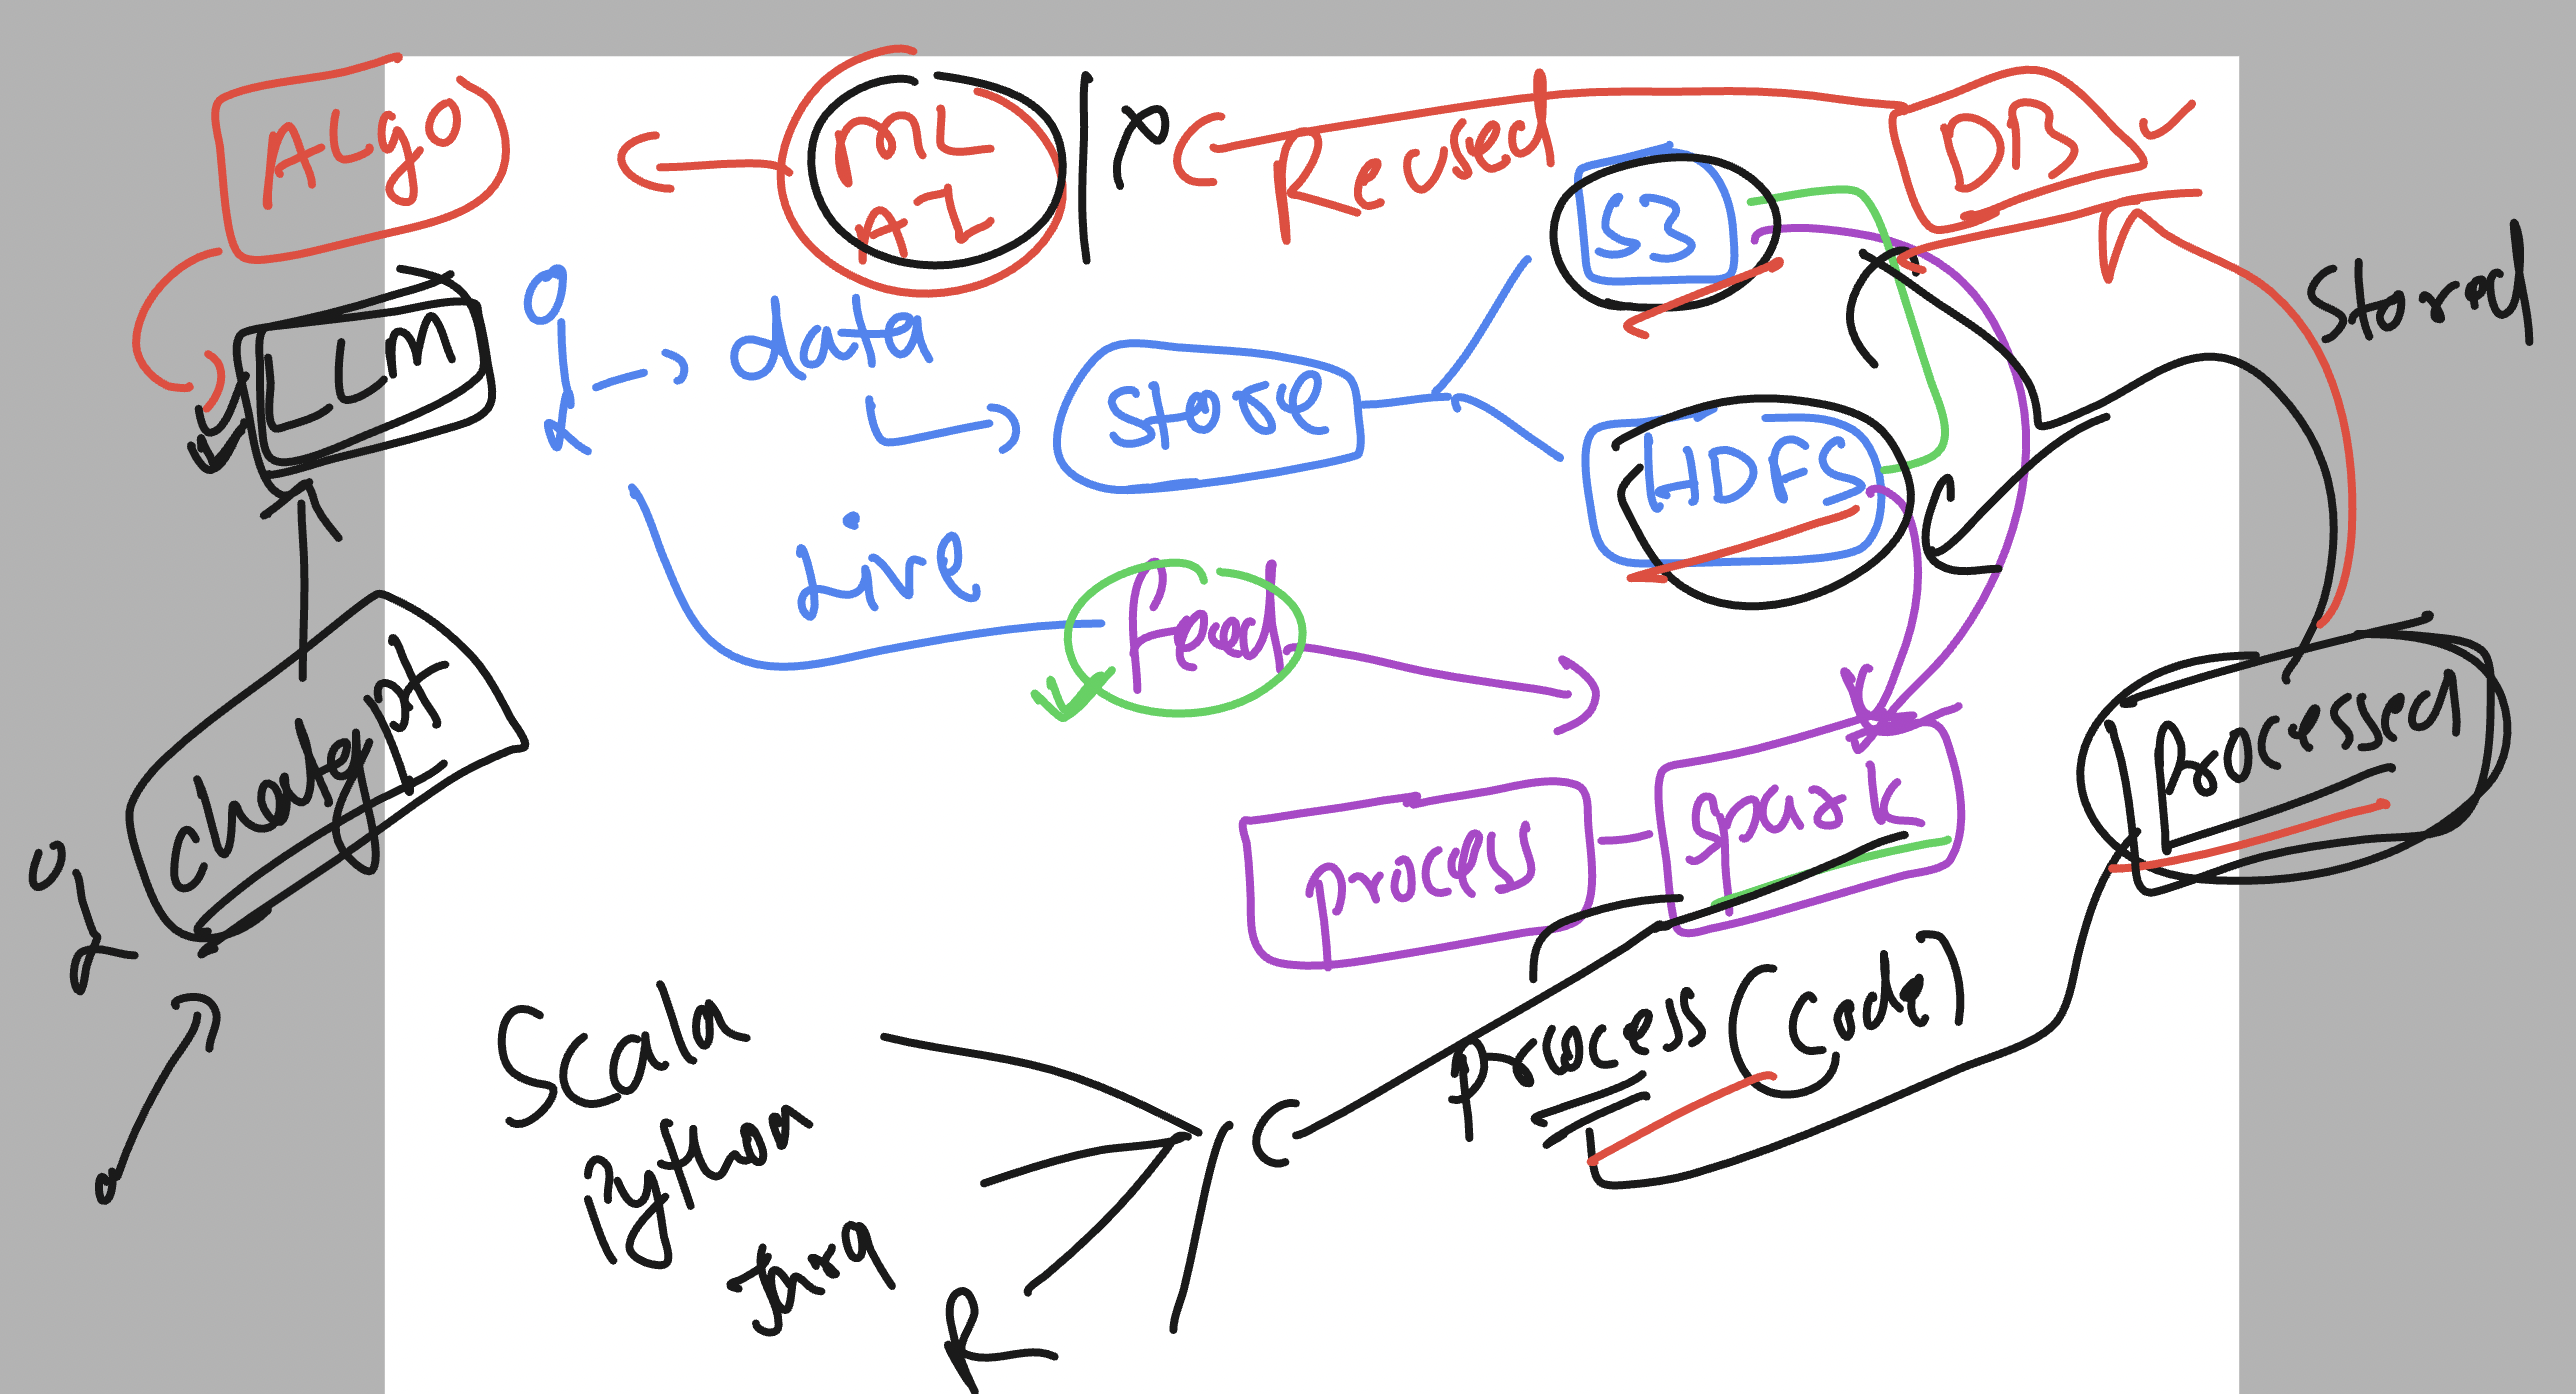 ALgo
ML
AI
Reused
DB
S3
Stored
LLM
data
Store
HDFS
Live
feed
chatgpt
process
spark
Processed
process (code)
Scala
Python
Java
R